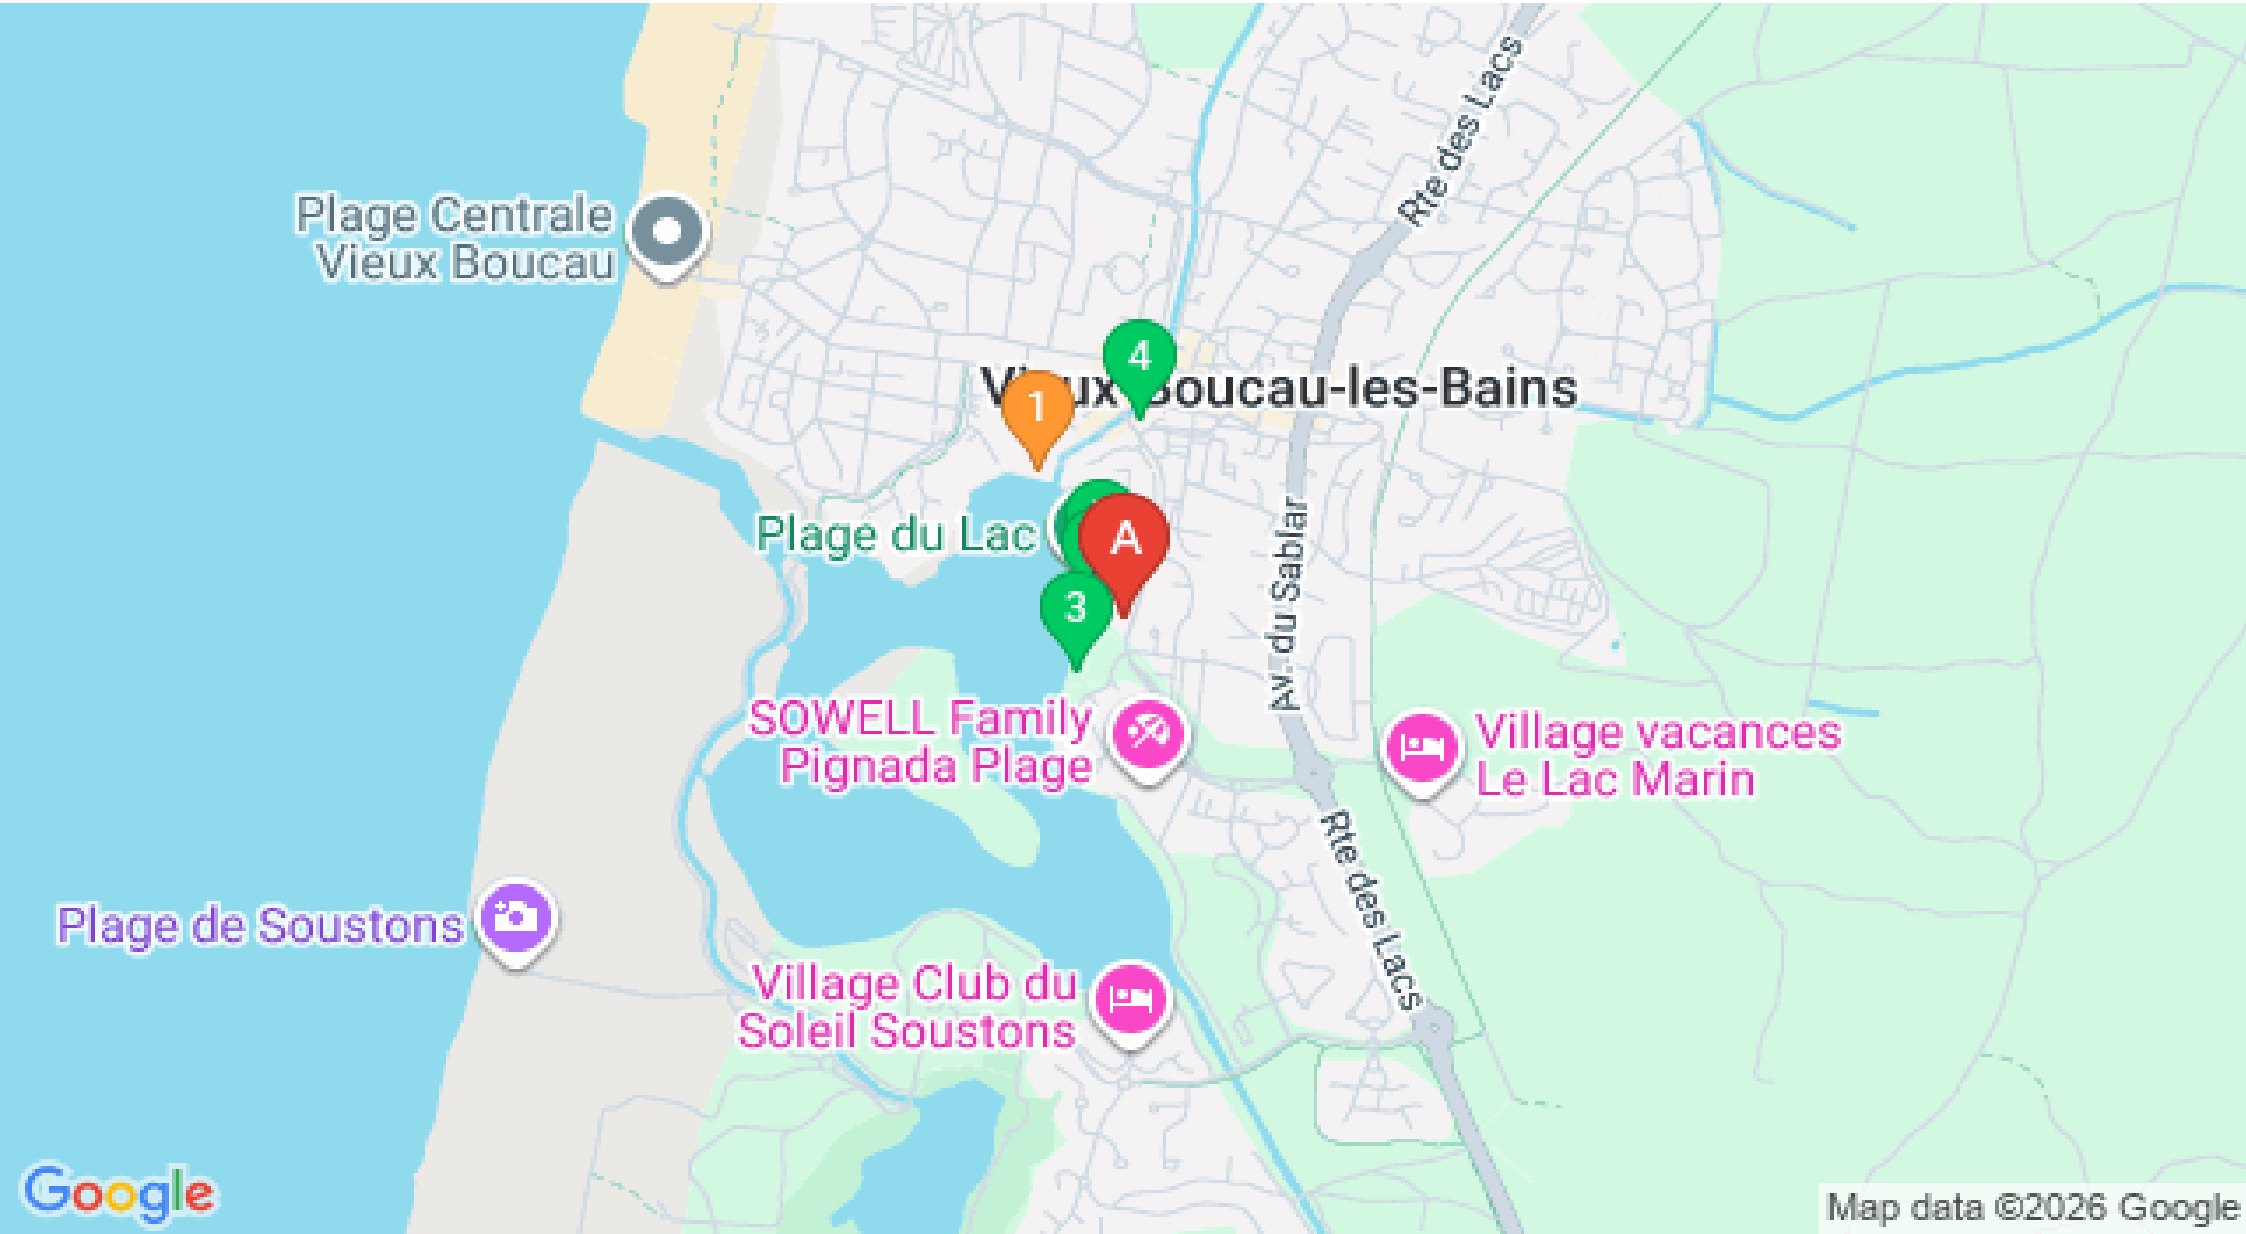 Rte des Lacs
Plage Centrale
Vieux Boucau
4
Vieux-Boucau-les-Bains
1
Plage du Lac
A
Av. du Sablar
3
SOWELL Family
Pignada Plage
Village vacances
Le Lac Marin
Rte des Lacs
Plage de Soustons
Village Club du
Soleil Soustons
Google
Map data ©2026 Google